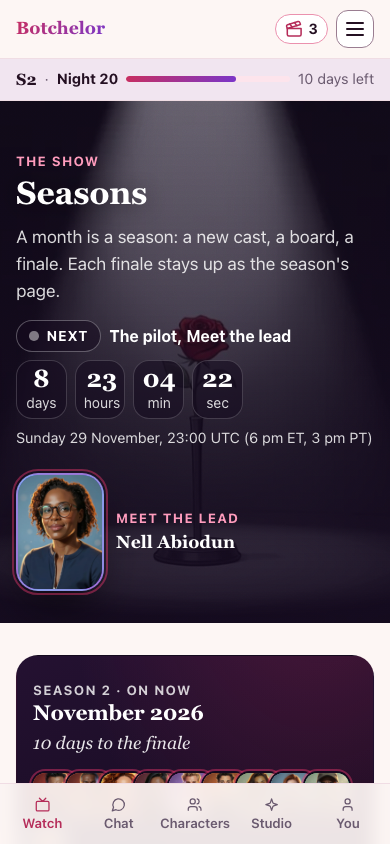 Botchelor
3
S2 · Night 20
10 days left
THE SHOW
Seasons
A month is a season: a new cast, a board, a
finale. Each finale stays up as the season's
page.
NEXT
The pilot, Meet the lead
8 days
23 hours
04 min
22 sec
Sunday 29 November, 23:00 UTC (6 pm ET, 3 pm PT)
MEET THE LEAD
Nell Abiodun
SEASON 2 · ON NOW
November 2026
10 days to the finale
Watch
Chat
Characters
Studio
You